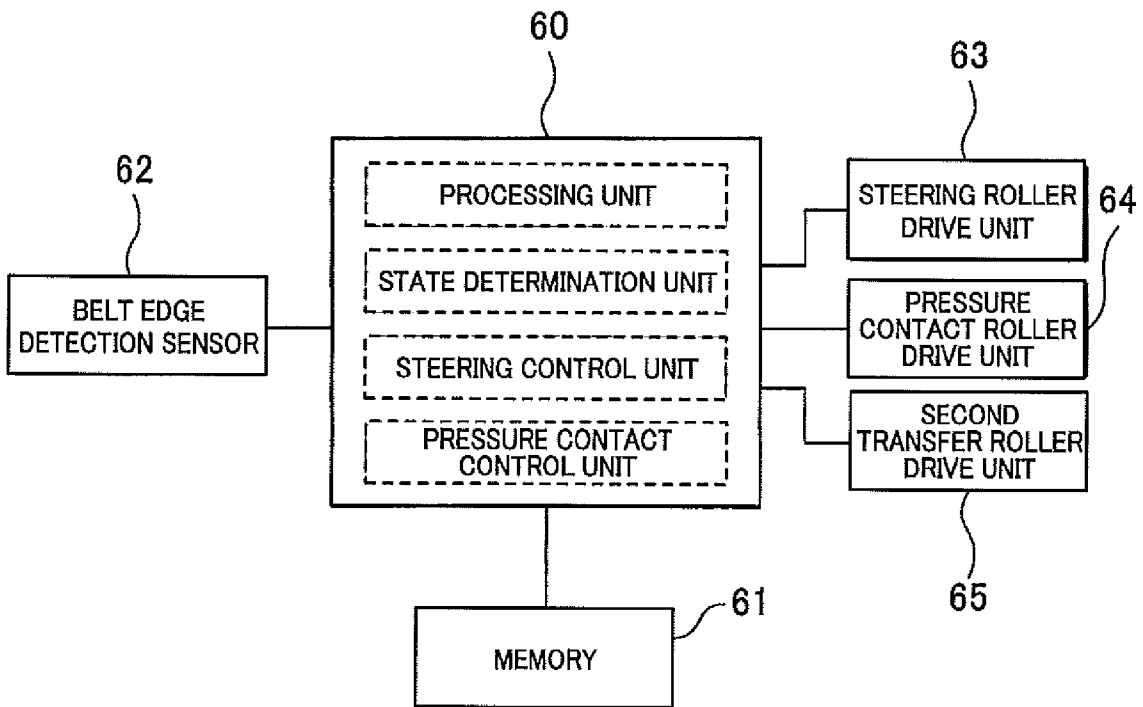 60
63
62
PROCESSING UNIT
STEERING ROLLER
DRIVE UNIT
64
STATE DETERMINATION UNIT
BELT EDGE
DETECTION SENSOR
PRESSURE
CONTACT ROLLER
DRIVE UNIT
STEERING CONTROL UNIT
PRESSURE CONTACT
CONTROL UNIT
SECOND
TRANSFER ROLLER
DRIVE UNIT
65
61
MEMORY